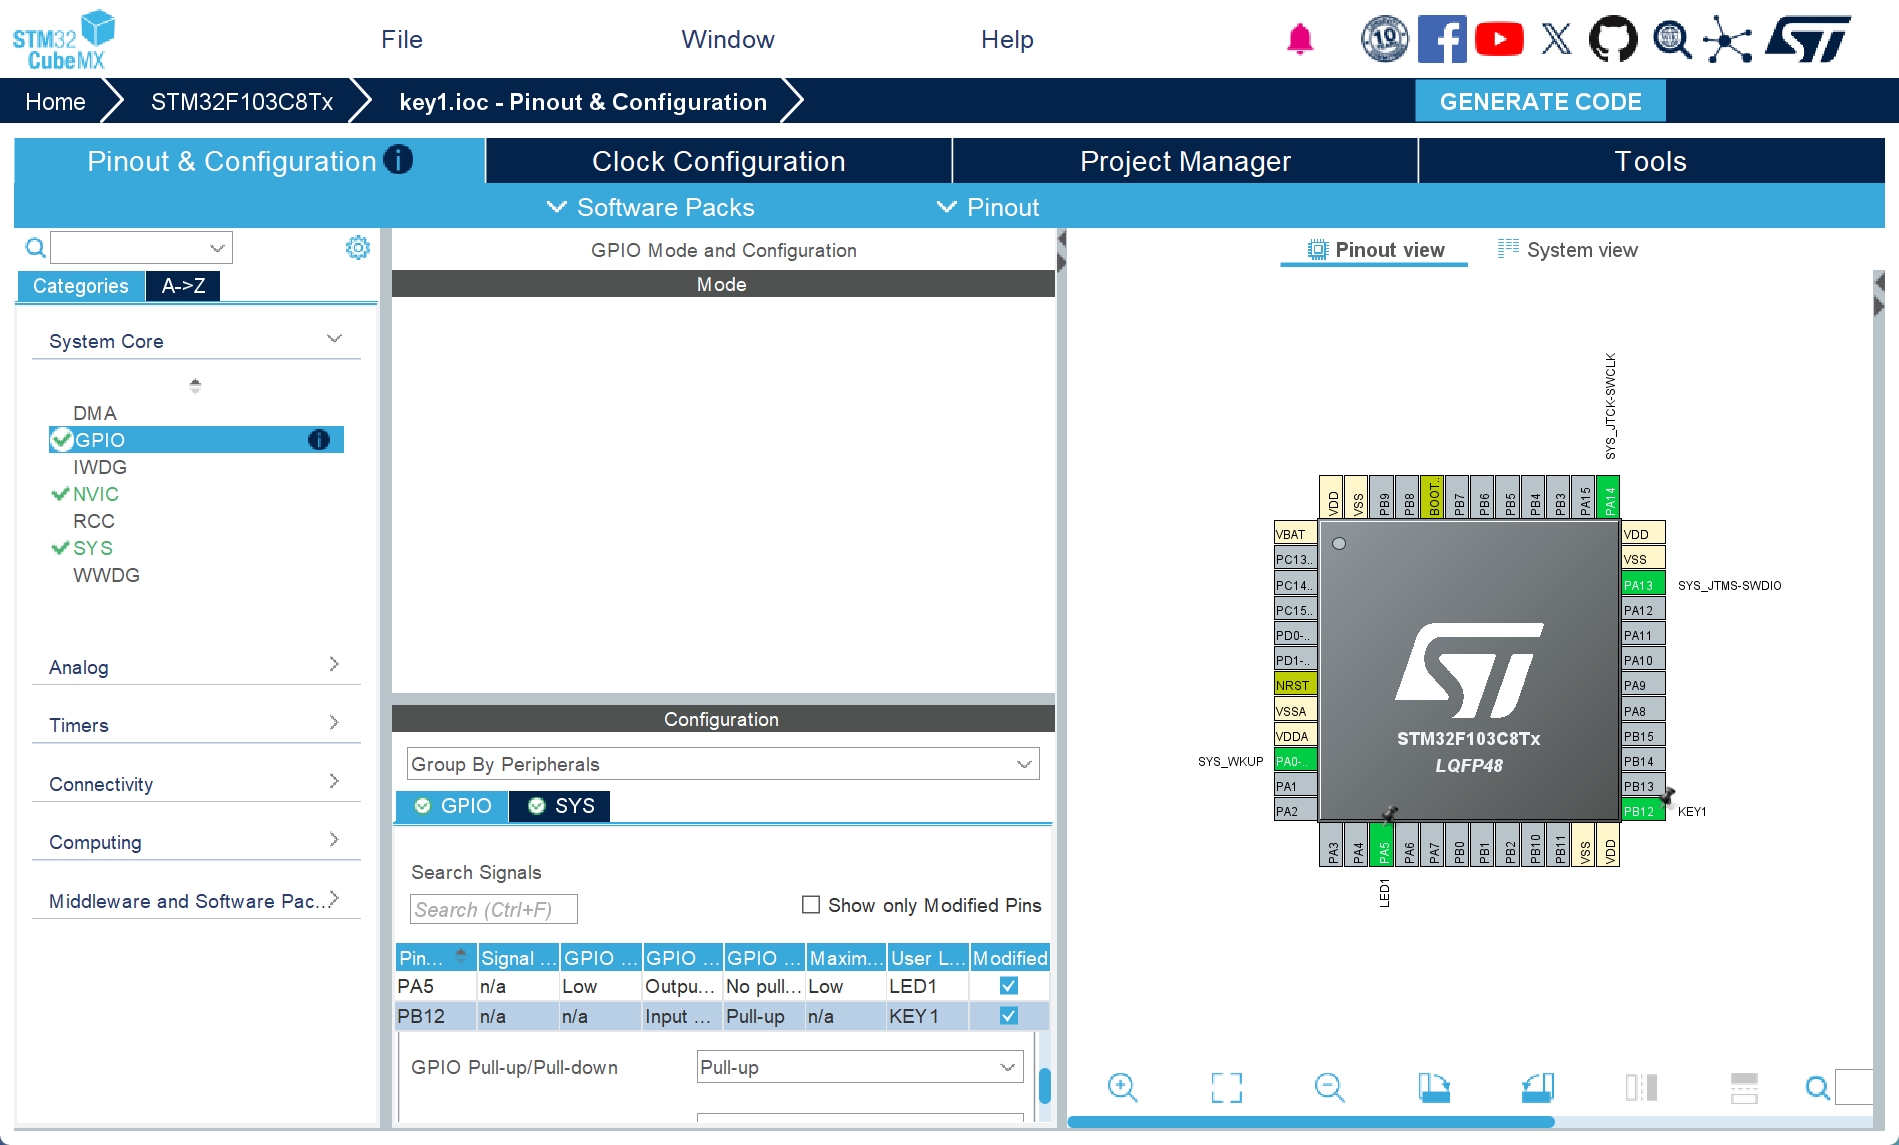 STM32
CubeMX
File
Window
Help
10
Home
STM32F103C8Tx
key1.ioc - Pinout & Configuration
GENERATE CODE
Pinout & Configuration
Clock Configuration
Project Manager
Tools
Software Packs
Pinout
Categories
A->Z
System Core
DMA
GPIO
IWDG
NVIC
RCC
SYS
WWDG
Analog
Timers
Connectivity
Computing
Middleware and Software Pac...
GPIO Mode and Configuration
Mode
Configuration
Group By Peripherals
GPIO
SYS
Search Signals
Search (Ctrl+F)
Show only Modified Pins
Pin... Signal ... GPIO ... GPIO ... GPIO ... Maxim... User L... Modified
PA5 n/a Low Outpu... No pull... Low LED1
PB12 n/a n/a Input ... Pull-up n/a KEY1
GPIO Pull-up/Pull-down
Pull-up
Pinout view
System view
SYS_JTCK-SWCLK
VDD VSS PB9 PB8 BOOT.. PB7 PB6 PB5 PB4 PB3 PA15 PA14
VBAT
PC13..
PC14..
PC15..
PD0-..
PD1-..
NRST
VSSA
VDDA
SYS_WKUP PA0-..
PA1
PA2
STM32F103C8Tx
LQFP48
VDD
VSS
PA13 SYS_JTMS-SWDIO
PA12
PA11
PA10
PA9
PA8
PB15
PB14
PB13
PB12 KEY1
PA3 PA4 PA5 PA6 PA7 PB0 PB1 PB2 PB10 PB11 VSS VDD
LED1